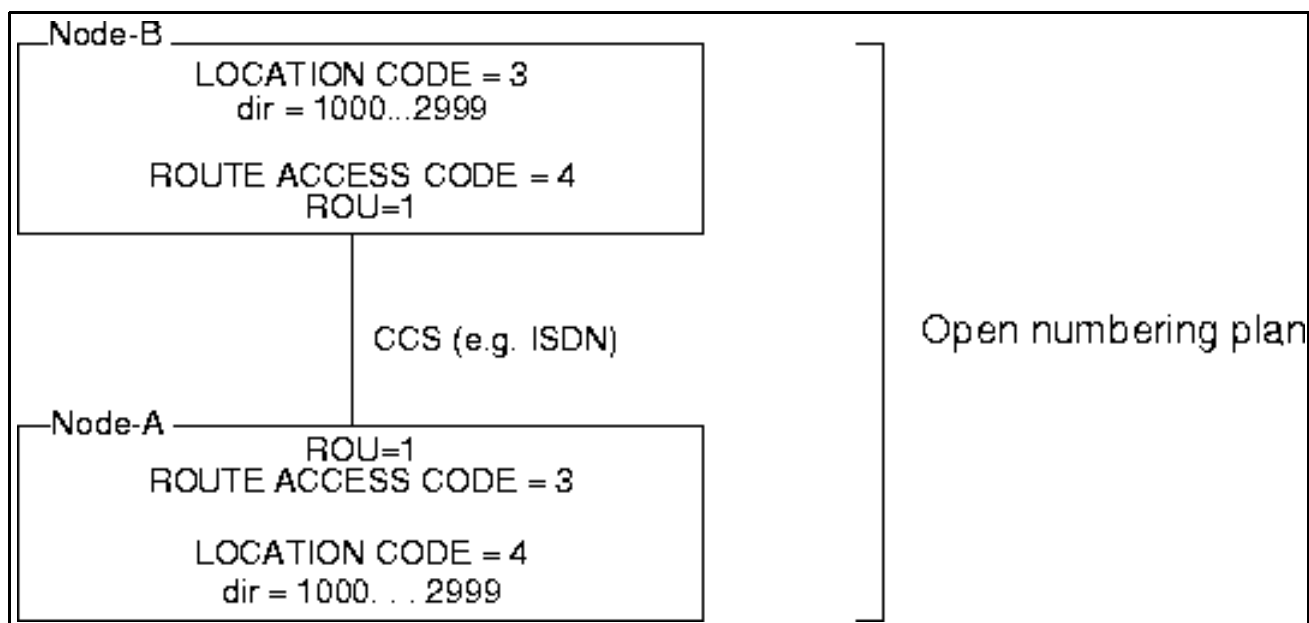 Node-B
LOCATION CODE = 3
dir = 1000...2999
ROUTE ACCESS CODE = 4
ROU=1
CCS (e.g. ISDN)
Open numbering plan
Node-A
ROU=1
ROUTE ACCESS CODE = 3
LOCATION CODE = 4
dir = 1000. . . 2999